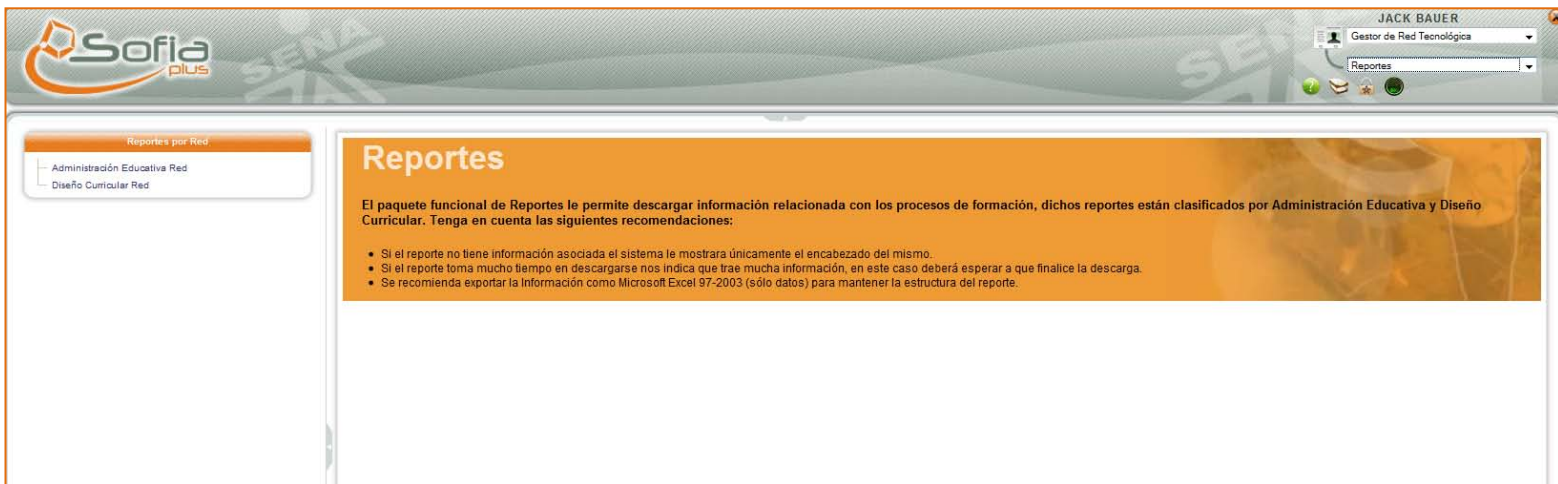 Sofia
plus
SENA
SEN
JACK BAUER
Gestor de Red Tecnológica
Reportes
Reportes por Red
Administración Educativa Red
Diseño Curricular Red
Reportes
El paquete funcional de Reportes le permite descargar información relacionada con los procesos de formación, dichos reportes están clasificados por Administración Educativa y Diseño
Curricular. Tenga en cuenta las siguientes recomendaciones:
• Si el reporte no tiene información asociada el sistema le mostrara únicamente el encabezado del mismo.
• Si el reporte toma mucho tiempo en descargarse nos indica que trae mucha información, en este caso deberá esperar a que finalice la descarga.
• Se recomienda exportar la Información como Microsoft Excel 97-2003 (sólo datos) para mantener la estructura del reporte.